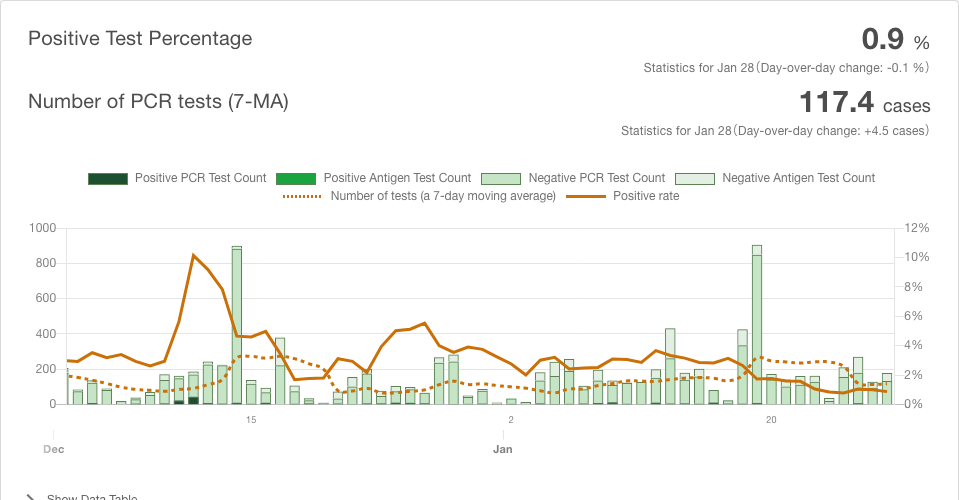 Positive Test Percentage
0.9 %
Statistics for Jan 28(Day-over-day change: -0.1 %)
Number of PCR tests (7-MA)
117.4 cases
Statistics for Jan 28(Day-over-day change: +4.5 cases)
Positive PCR Test Count Positive Antigen Test Count Negative PCR Test Count Negative Antigen Test Count
Number of tests (a 7-day moving average) Positive rate
1000 12%
10%
800
8%
600
6%
400
4%
200
2%
0 0%
15 2 20
Dec Jan
Show Data Table